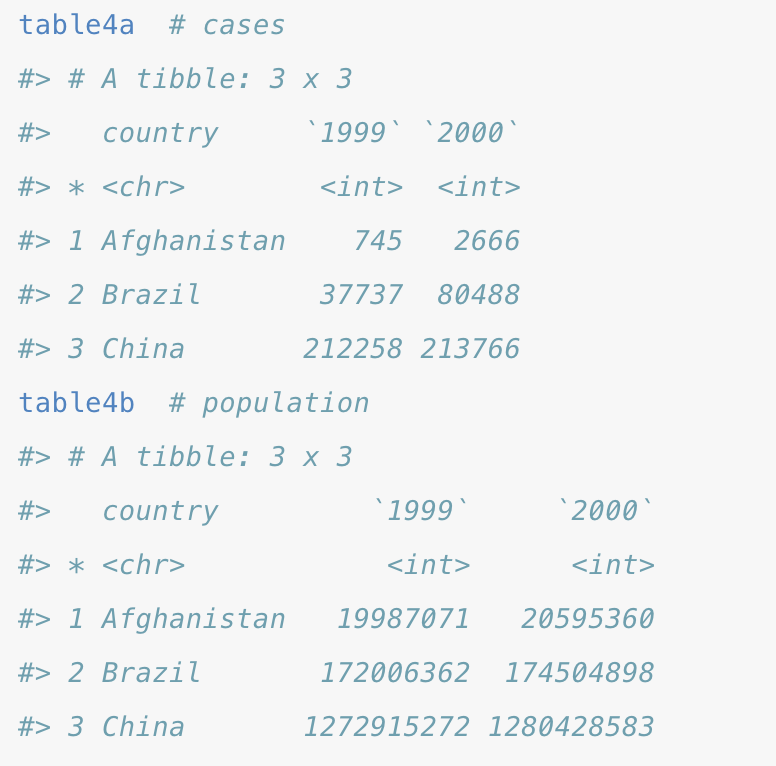 table4a  # cases
#> # A tibble: 3 x 3
#>   country     `1999` `2000`
#> * <chr>        <int>  <int>
#> 1 Afghanistan    745   2666
#> 2 Brazil       37737  80488
#> 3 China       212258 213766
table4b  # population
#> # A tibble: 3 x 3
#>   country         `1999`     `2000`
#> * <chr>            <int>      <int>
#> 1 Afghanistan   19987071   20595360
#> 2 Brazil       172006362  174504898
#> 3 China       1272915272 1280428583